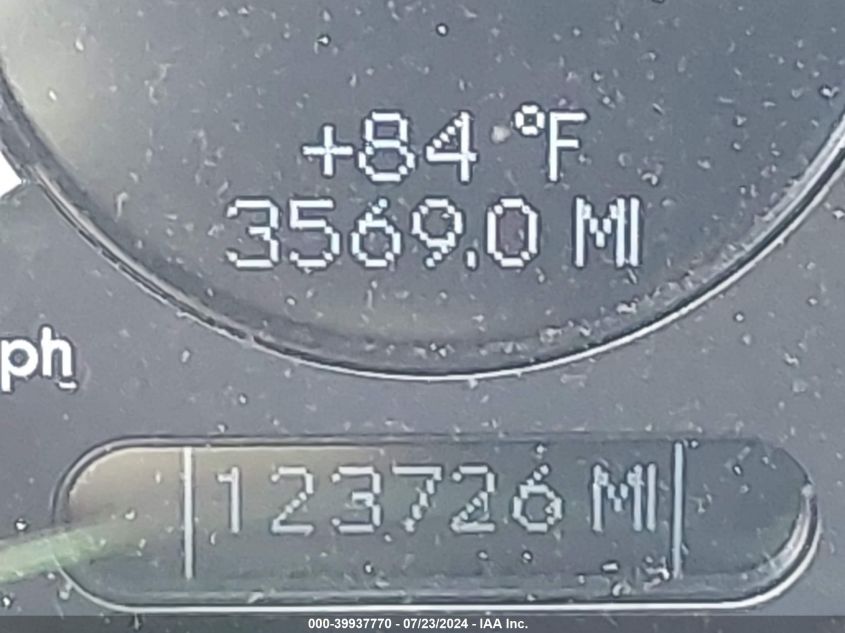 +84 °F
3569.0 MI
ph
123726 MI
000-39937770 - 07/23/2024 - IAA Inc.